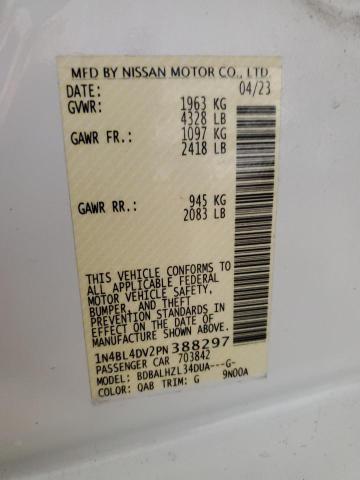 MFD BY NISSAN MOTOR CO., LTD.
DATE: 04/23
GVWR: 1963 KG
4328 LB
GAWR FR.: 1097 KG
2418 LB
GAWR RR.: 945 KG
2083 LB
THIS VEHICLE CONFORMS TO
ALL APPLICABLE FEDERAL
MOTOR VEHICLE SAFETY,
BUMPER, AND THEFT
PREVENTION STANDARDS
IN EFFECT ON THE DATE OF
MANUFACTURE SHOWN ABOVE.
1N4BL4DV2PN388297
PASSENGER CAR 703842
MODEL: BDBALHZL34DUA---G-
COLOR: QAB TRIM: G 9N00A